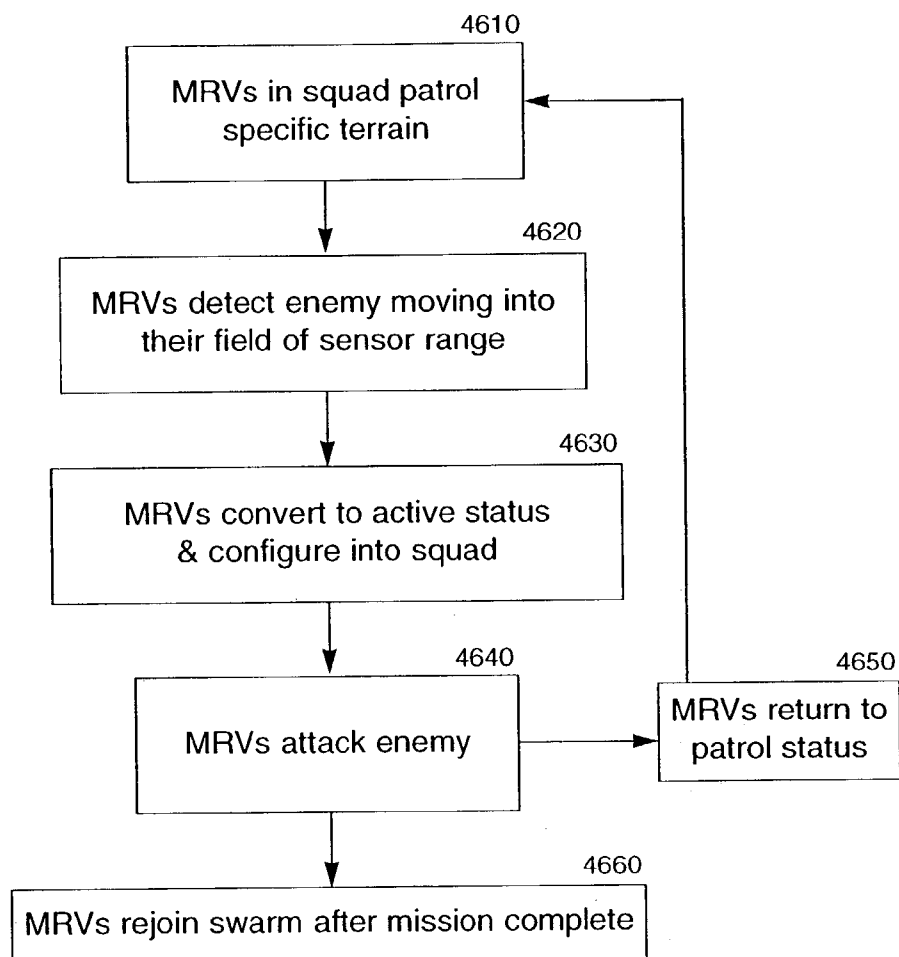 4610
MRVs in squad patrol
specific terrain
4620
MRVs detect enemy moving into
their field of sensor range
4630
MRVs convert to active status
& configure into squad
4640
MRVs attack enemy
4650
MRVs return to
patrol status
4660
MRVs rejoin swarm after mission complete